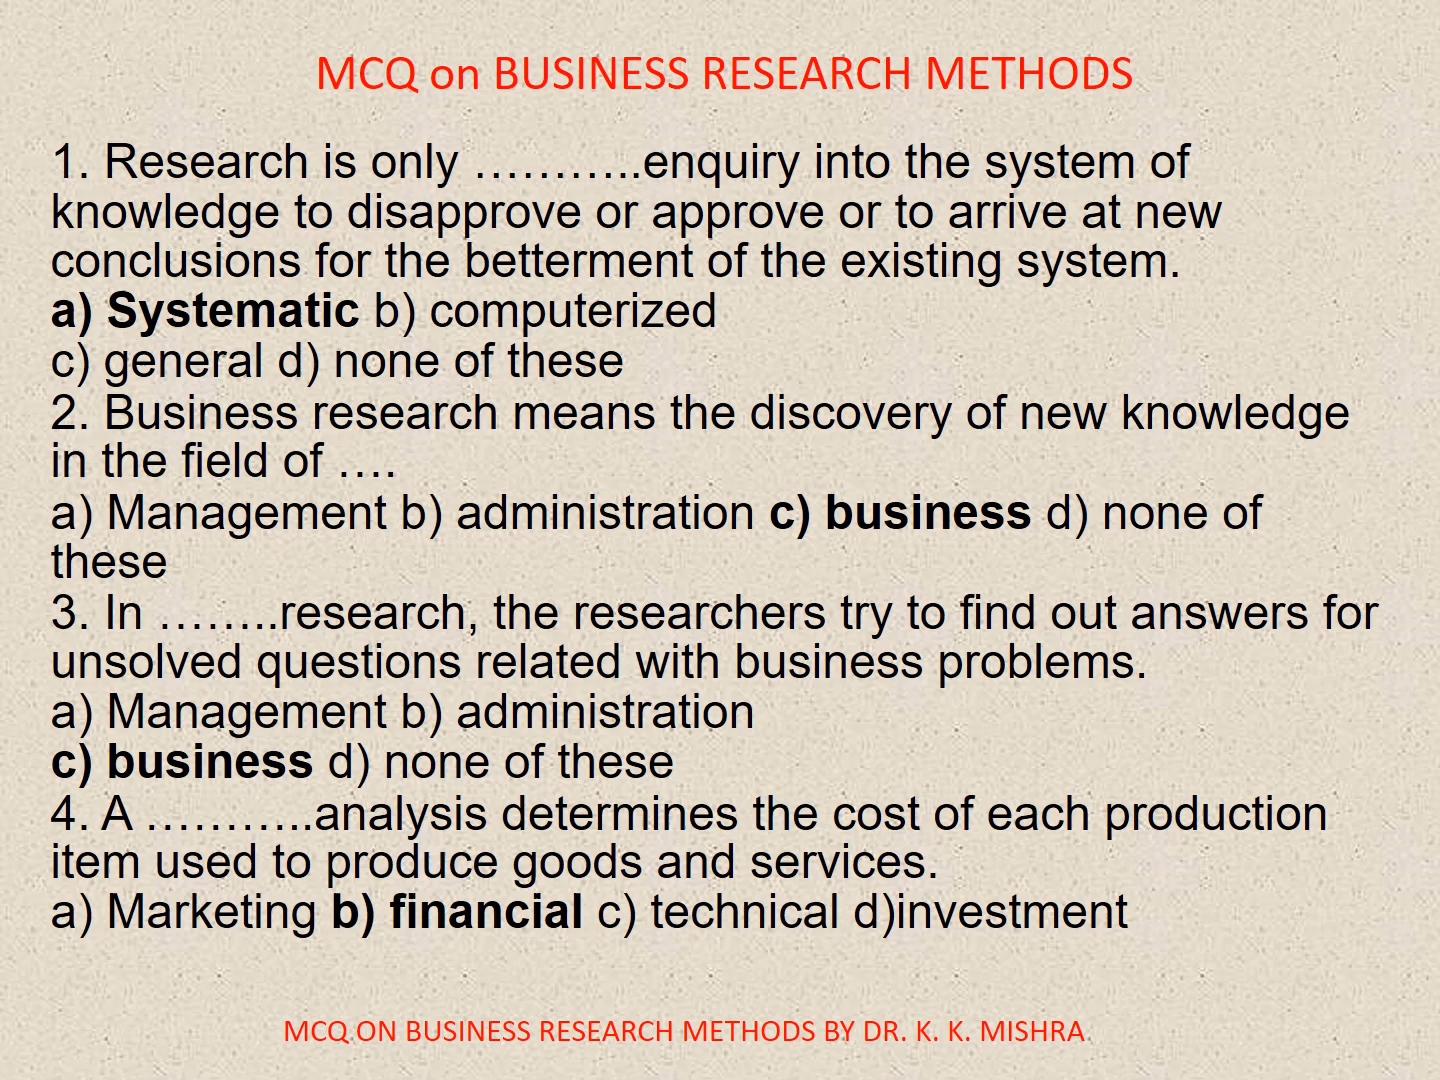 MCQ on BUSINESS RESEARCH METHODS
1. Research is only ………..enquiry into the system of
knowledge to disapprove or approve or to arrive at new
conclusions for the betterment of the existing system.
a) Systematic b) computerized
c) general d) none of these
2. Business research means the discovery of new knowledge
in the field of ….
a) Management b) administration c) business d) none of
these
3. In ……..research, the researchers try to find out answers for
unsolved questions related with business problems.
a) Management b) administration
c) business d) none of these
4. A ………..analysis determines the cost of each production
item used to produce goods and services.
a) Marketing b) financial c) technical d)investment
MCQ ON BUSINESS RESEARCH METHODS BY DR. K. K. MISHRA